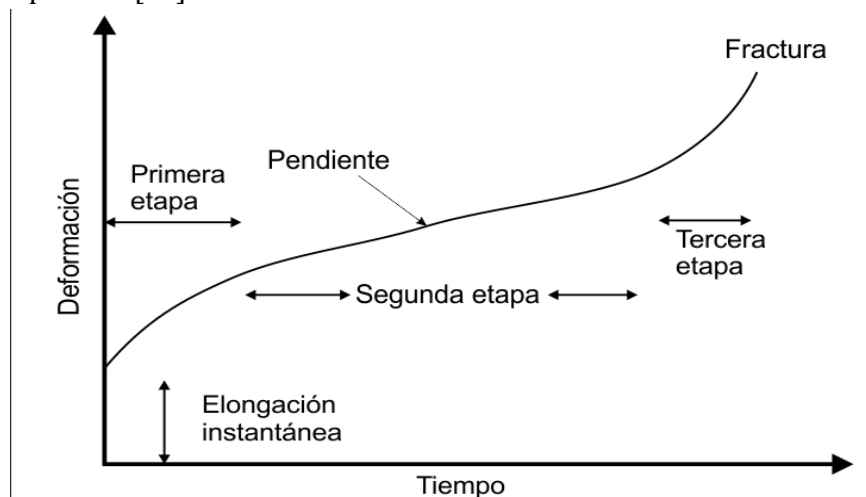 Fractura
Pendiente
Primera
etapa
Deformación
Tercera
etapa
Segunda etapa
Elongación
instantánea
Tiempo